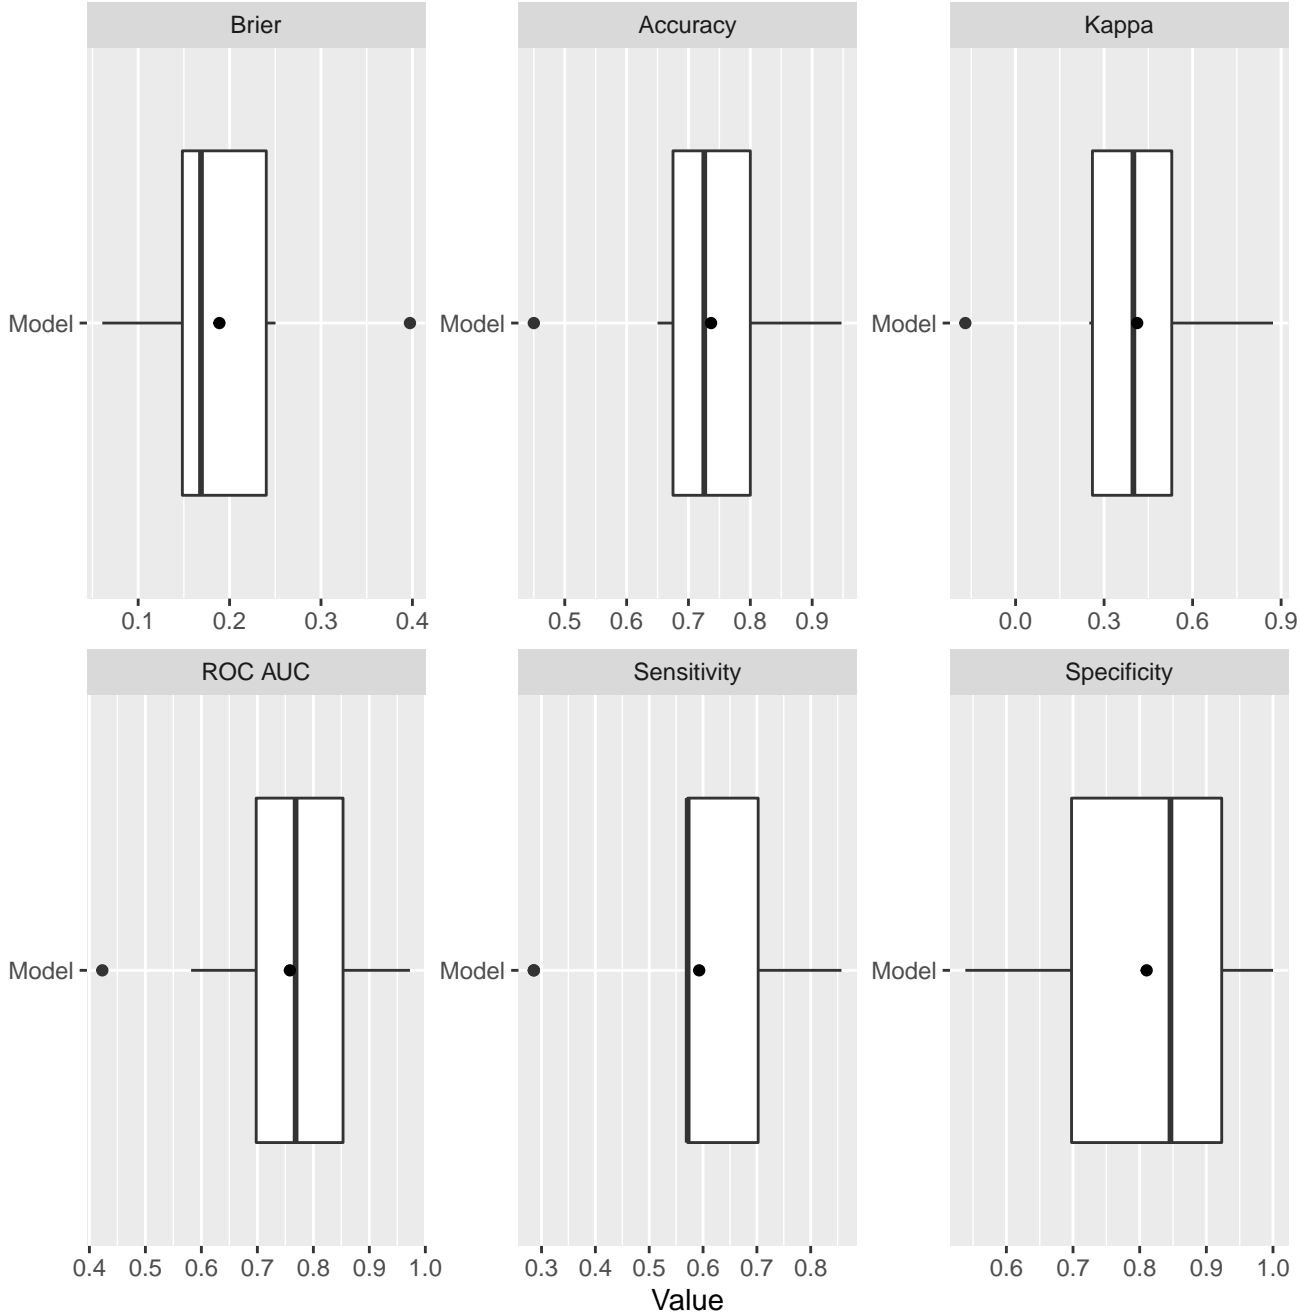 Brier Accuracy Kappa
Model Model Model
0.1 0.2 0.3 0.4 0.5 0.6 0.7 0.8 0.9 0.0 0.3 0.6 0.9
ROC AUC Sensitivity Specificity
Model Model Model
0.4 0.5 0.6 0.7 0.8 0.9 1.0 0.3 0.4 0.5 0.6 0.7 0.8 0.6 0.7 0.8 0.9 1.0
Value